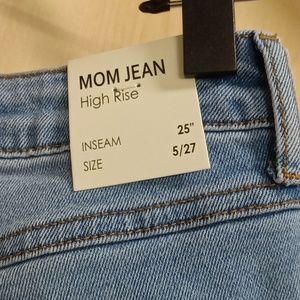 MOM JEAN
High Rise
INSEAM 25"
SIZE 5/27